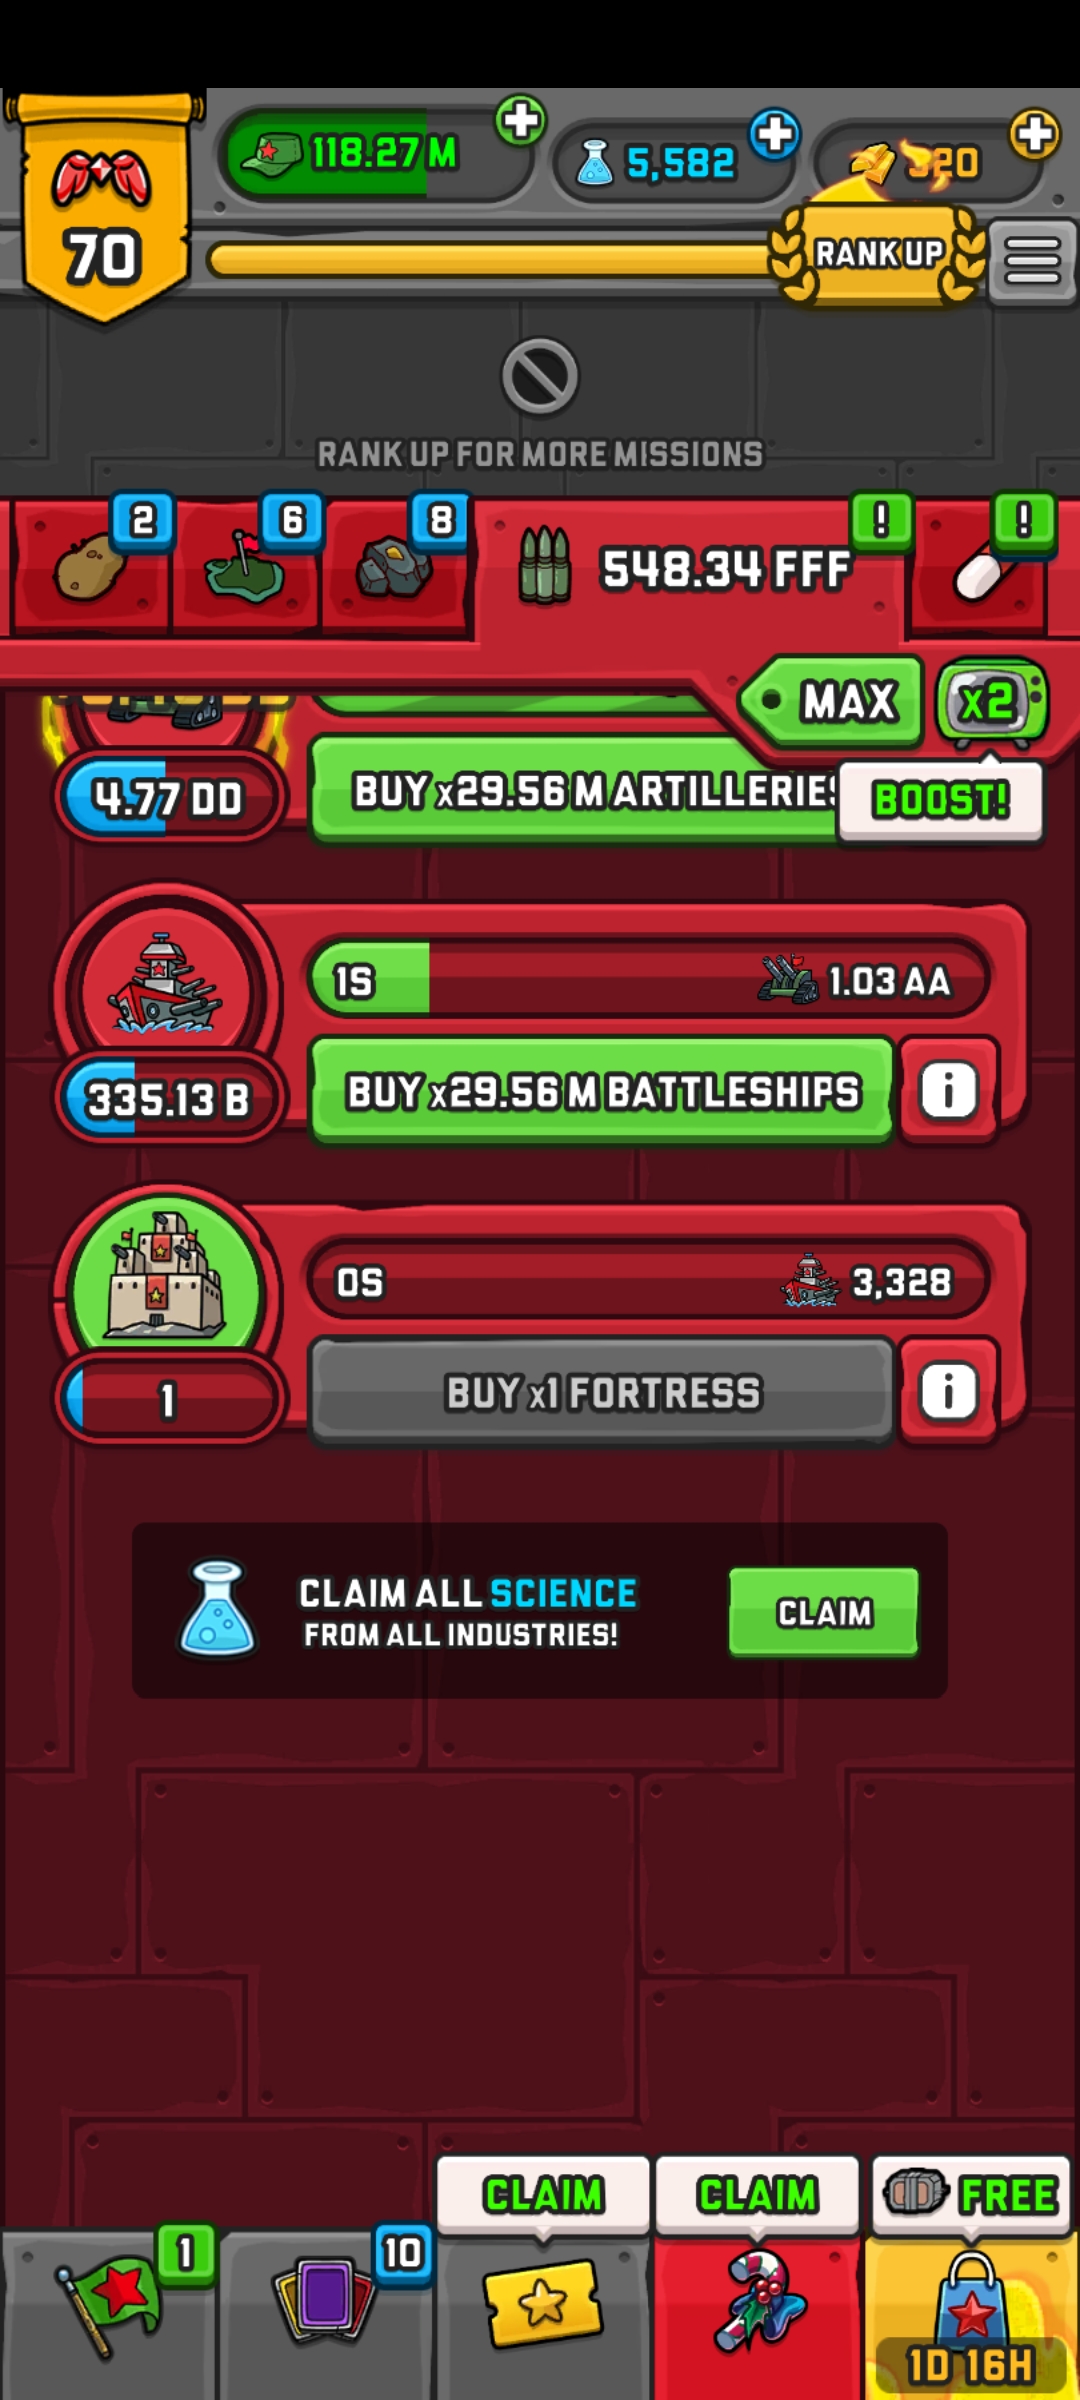 70
118.27 M
5,582
320
RANK UP
RANK UP FOR MORE MISSIONS
2
6
8
548.34 FFF
!
!
MAX
x2
4.77 DD
BUY x29.56 M ARTILLERIES
BOOST!
1S
1.03 AA
335.13 B
BUY x29.56 M BATTLESHIPS
i
0S
3,328
1
BUY x1 FORTRESS
i
CLAIM ALL SCIENCE
FROM ALL INDUSTRIES!
CLAIM
CLAIM
CLAIM
FREE
1
10
1D 16H